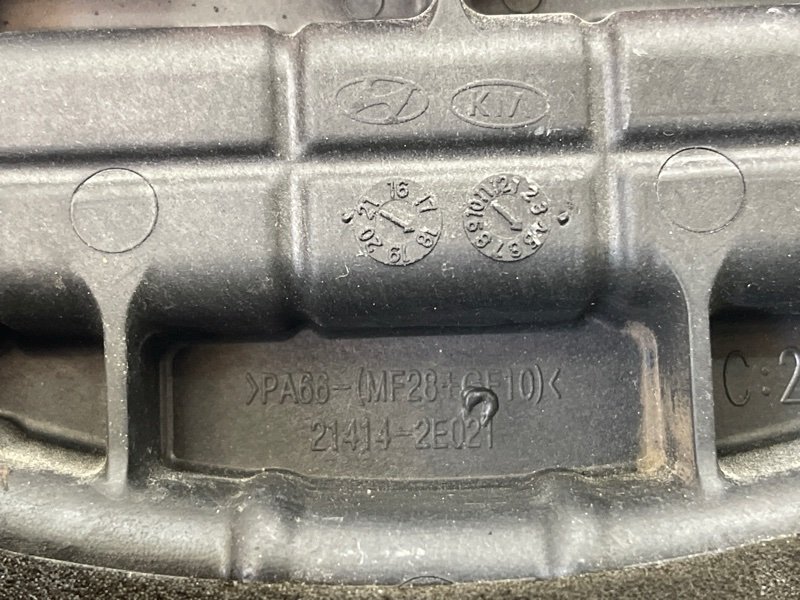 KIA
21 16 17 18 19 20
10 11 12 1 2 3 4 5 6 7 8 9
>PA66-(MF28+GF10)<
C:2
21414-2E021